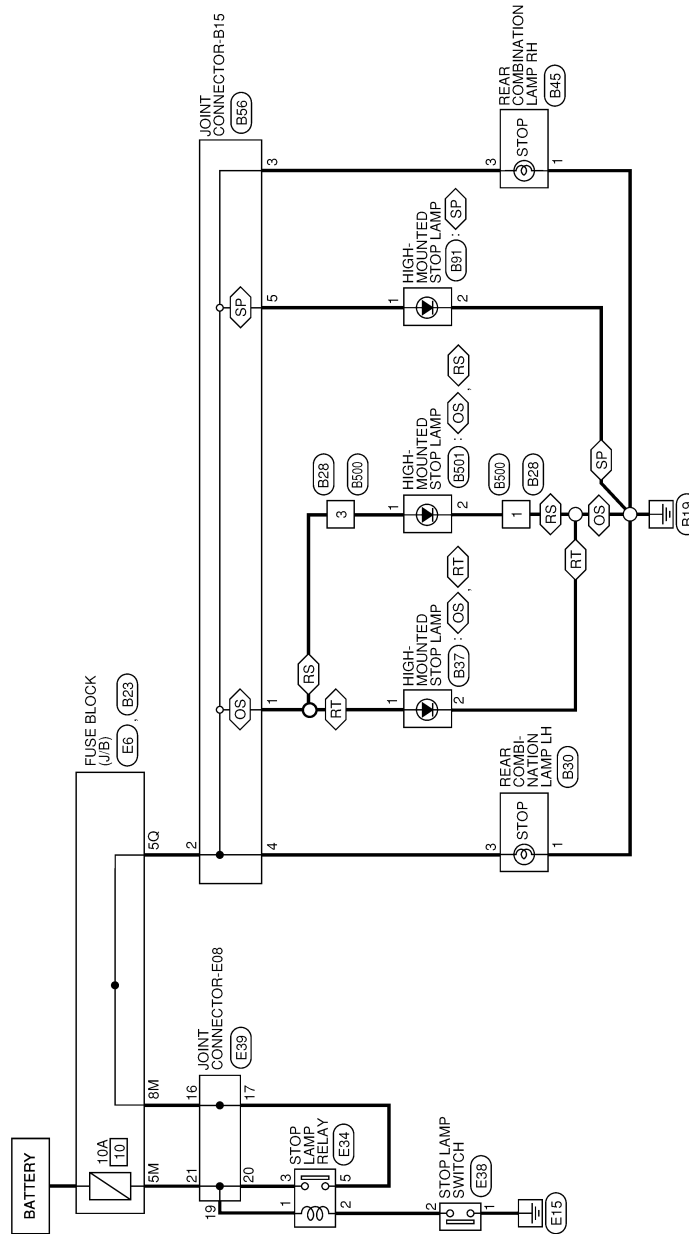 BATTERY
FUSE BLOCK
(J/B)
E6 , B23
10A
10
5M
8M
5Q
JOINT
CONNECTOR-E08
E39
21
16
19
20
17
STOP
LAMP
RELAY
E34
1
3
2
5
STOP LAMP
SWITCH
E38
2
1
E15
JOINT
CONNECTOR-B15
B56
2
OS
SP
4
1
5
3
RS
RT
B28
B500
3
HIGH-
MOUNTED
STOP LAMP
B37 : OS , RT
1
2
HIGH-
MOUNTED
STOP LAMP
B501 : OS , RS
1
2
HIGH-
MOUNTED
STOP LAMP
B91 : SP
1
2
B500
B28
1
RS
RT
OS
SP
REAR
COMBI-
NATION
LAMP LH
B30
3
STOP
1
REAR
COMBINATION
LAMP RH
B45
3
STOP
1
B19